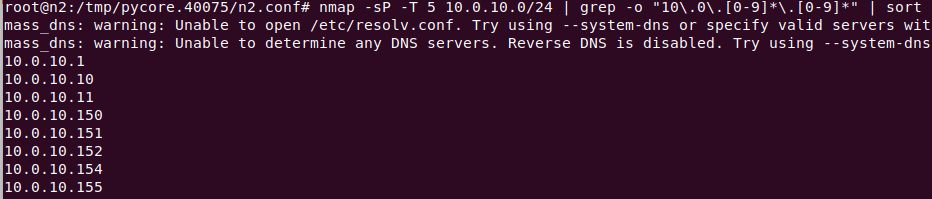 root@n2:/tmp/pycore.40075/n2.conf# nmap -sP -T 5 10.0.10.0/24 | grep -o "10\.0\.[0-9]*\.[0-9]*" | sort
mass_dns: warning: Unable to open /etc/resolv.conf. Try using --system-dns or specify valid servers wit
mass_dns: warning: Unable to determine any DNS servers. Reverse DNS is disabled. Try using --system-dns
10.0.10.1
10.0.10.10
10.0.10.11
10.0.10.150
10.0.10.151
10.0.10.152
10.0.10.154
10.0.10.155